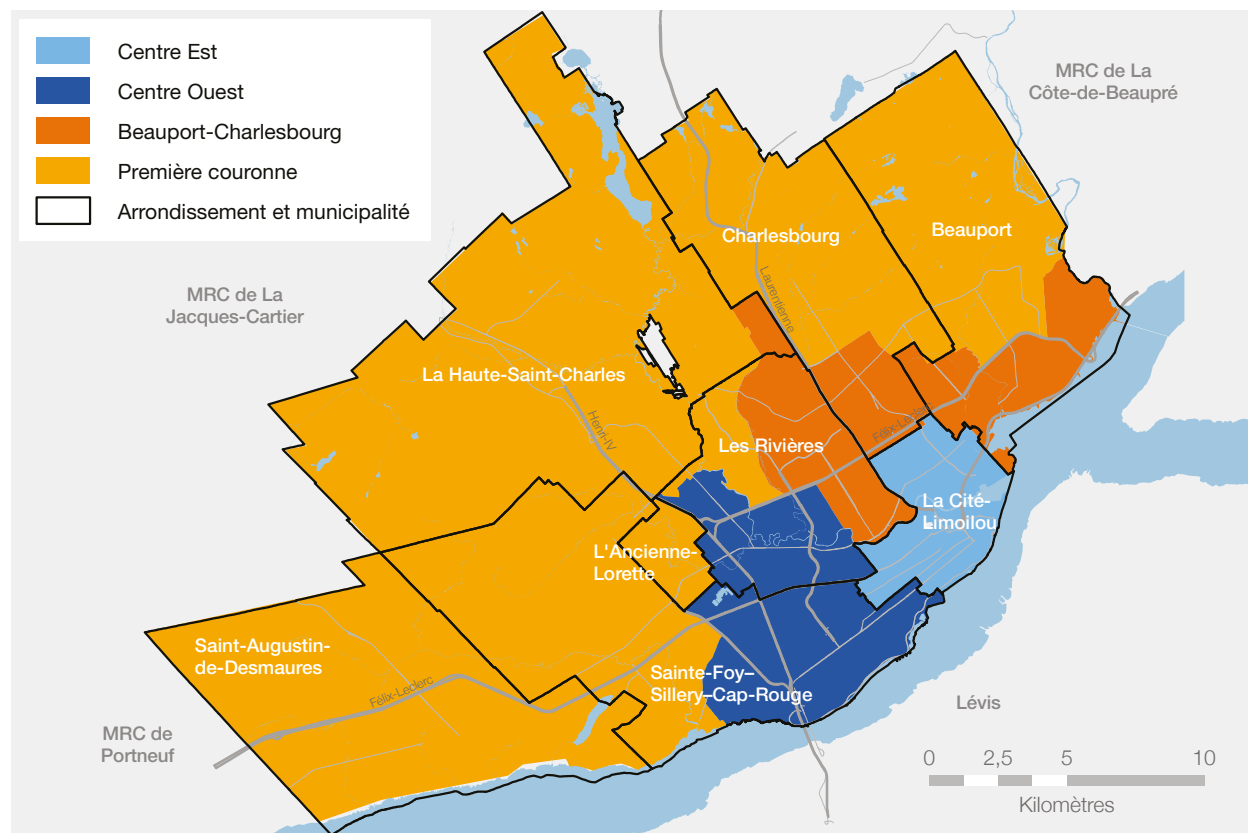 Centre Est
Centre Ouest
Beauport-Charlesbourg
Première couronne
Arrondissement et municipalité
MRC de La
Côte-de-Beaupré
MRC de La
Jacques-Cartier
Charlesbourg
Beauport
Laurentienne
La Haute-Saint-Charles
Henri-IV
Les Rivières
Félix-Leclerc
La Cité-
Limoilou
L'Ancienne-
Lorette
Saint-Augustin-
de-Desmaures
Félix-Leclerc
Sainte-Foy–
Sillery–Cap-Rouge
Lévis
MRC de
Portneuf
0 2,5 5 10
Kilomètres